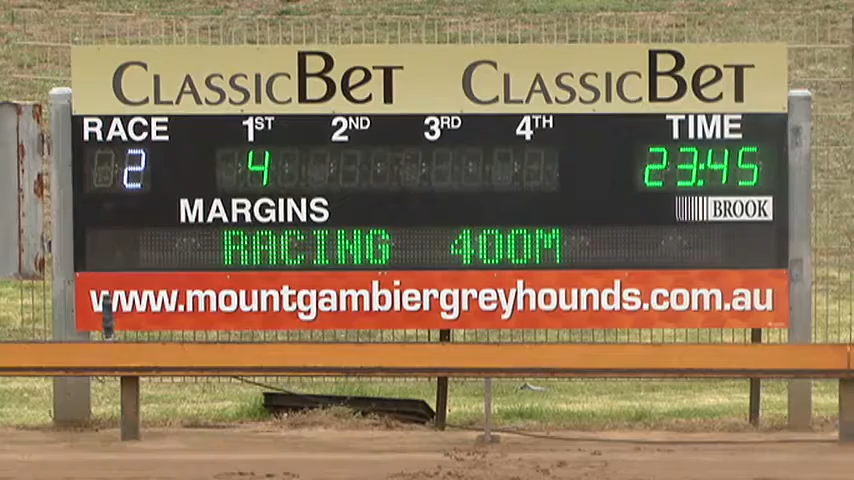 CLASSICBET CLASSICBET
RACE 1ST 2ND 3RD 4TH TIME
2 4 23.45
MARGINS BROOK
RACING 400M
www.mountgambiergreyhounds.com.au